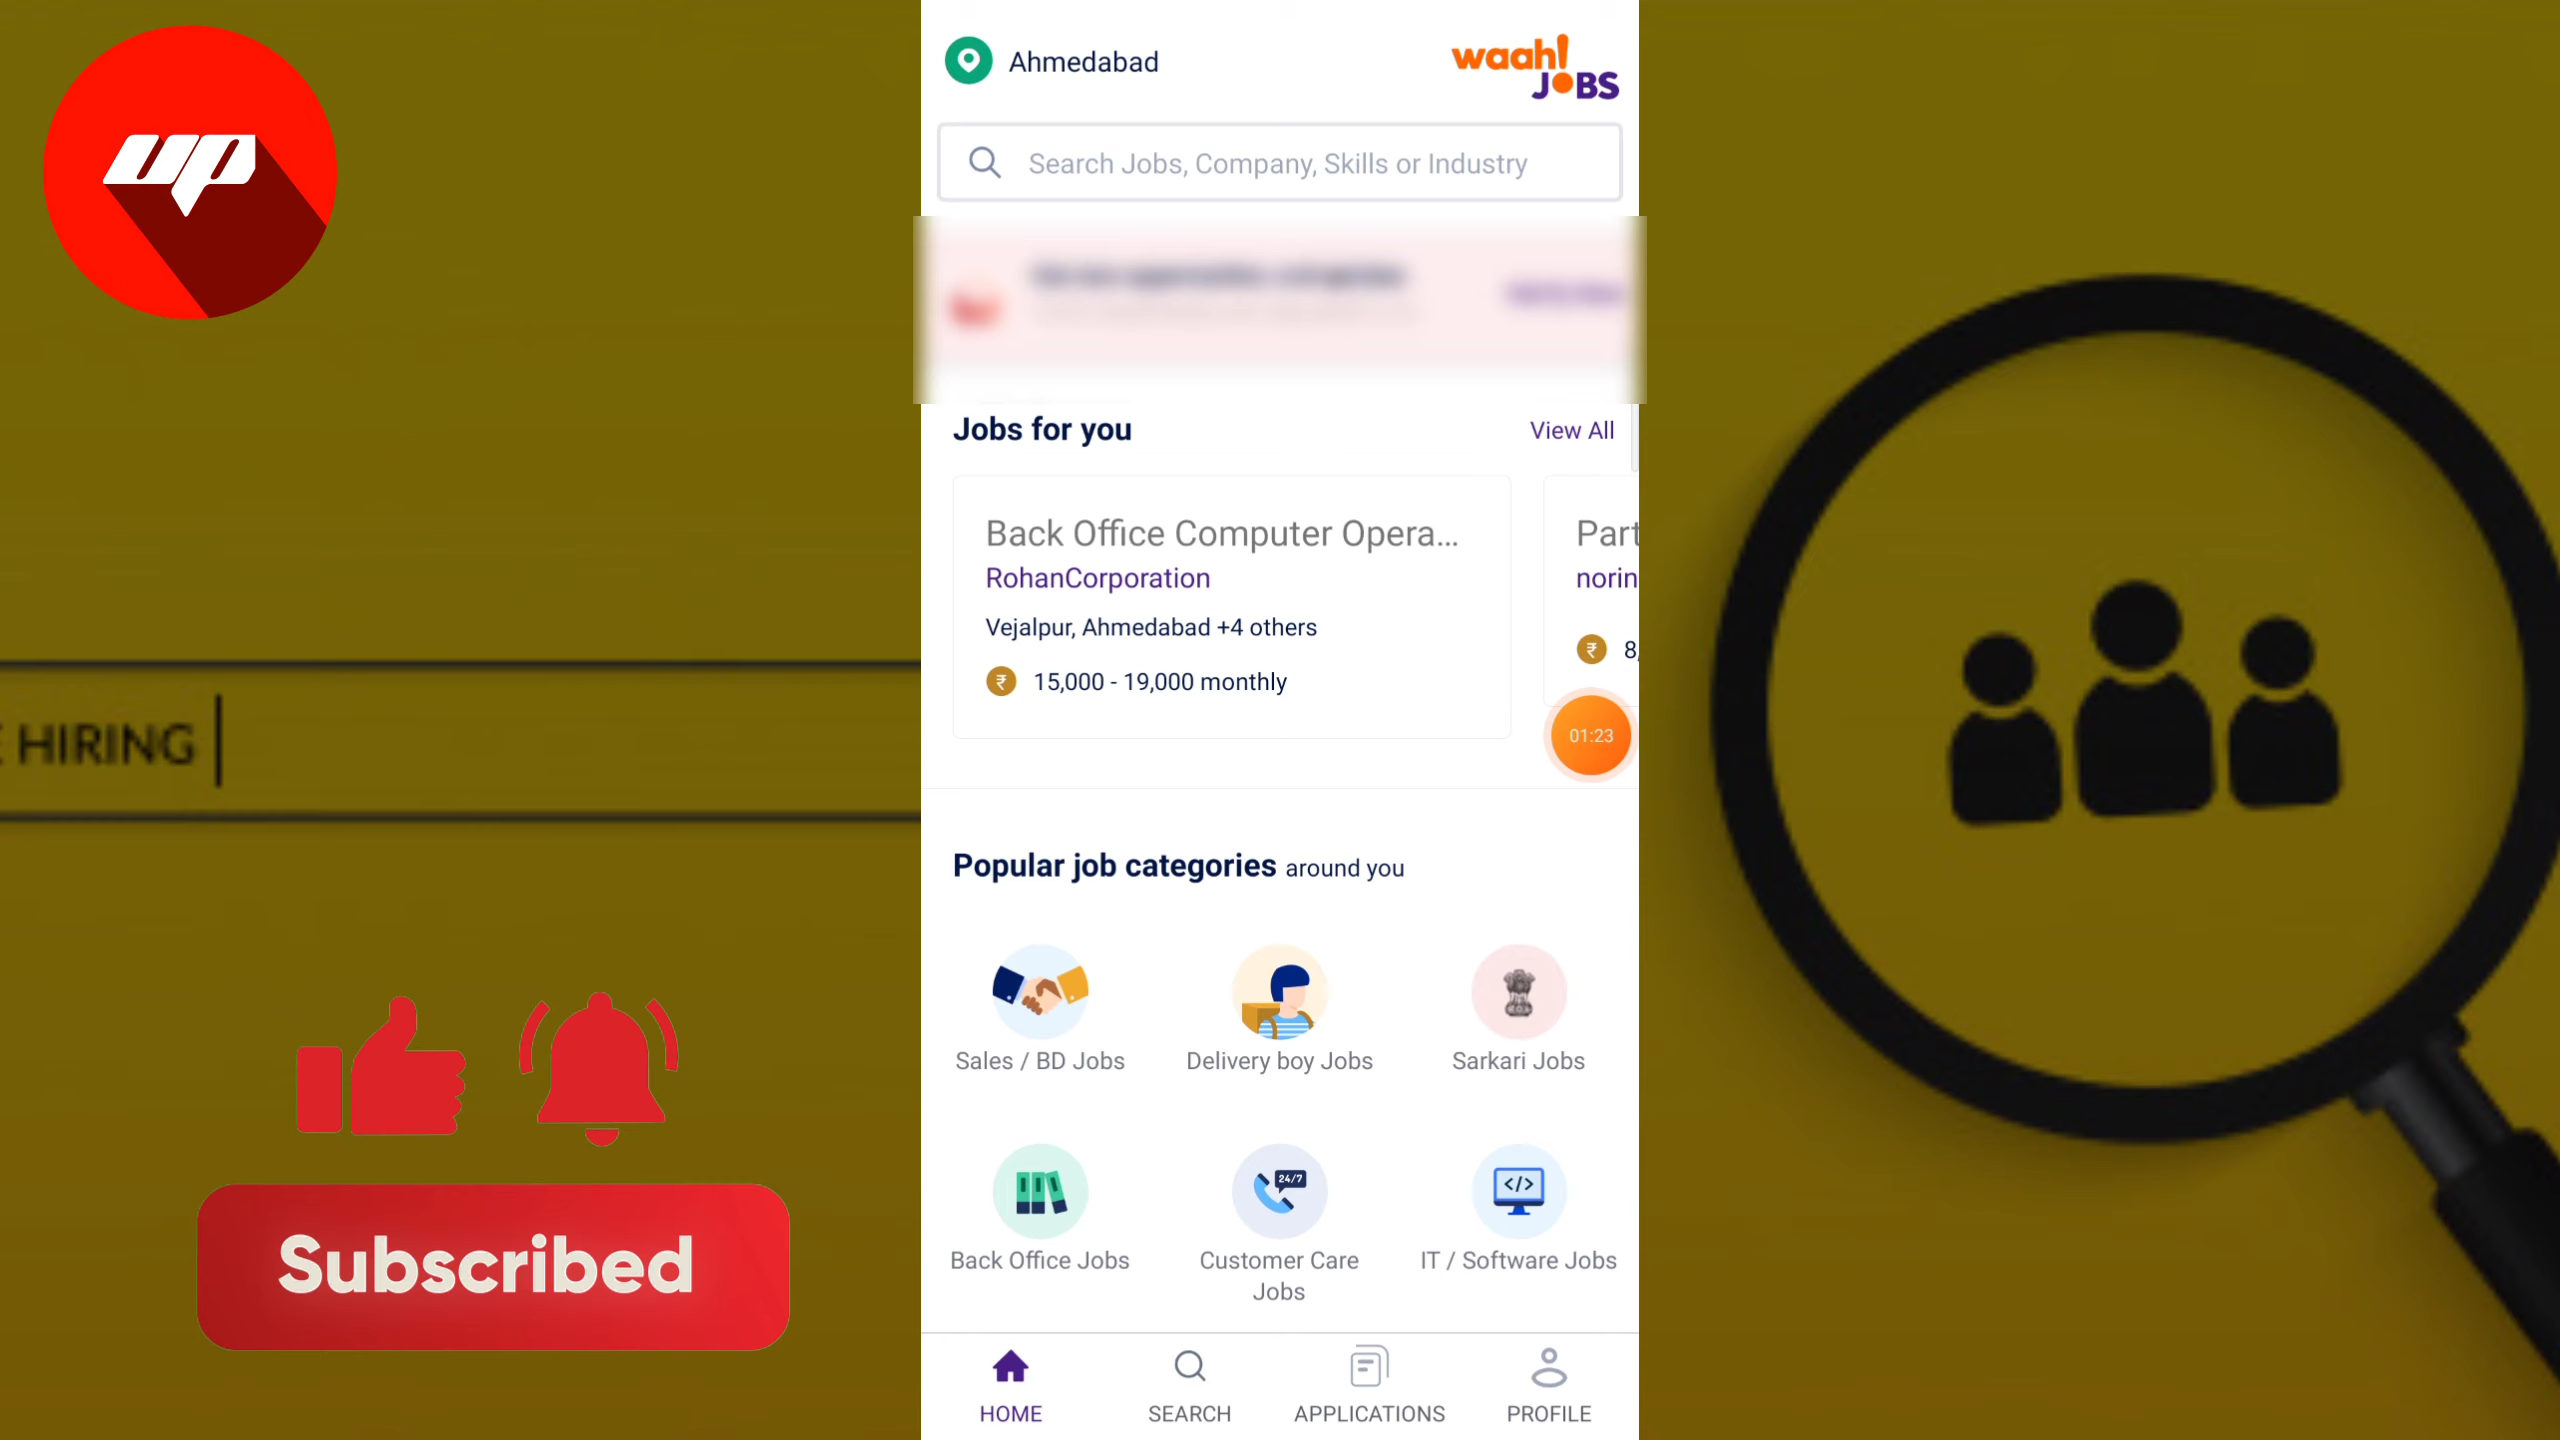 up
Ahmedabad
waah!
JOBS
Search Jobs, Company, Skills or Industry
Jobs for you
View All
Back Office Computer Opera...
RohanCorporation
Vejalpur, Ahmedabad +4 others
₹ 15,000 - 19,000 monthly
Part
norin
₹ 8,
01:23
HIRING
Popular job categories around you
Sales / BD Jobs
Delivery boy Jobs
Sarkari Jobs
24/7
</>
Back Office Jobs
Customer Care
Jobs
IT / Software Jobs
Subscribed
HOME
SEARCH
APPLICATIONS
PROFILE